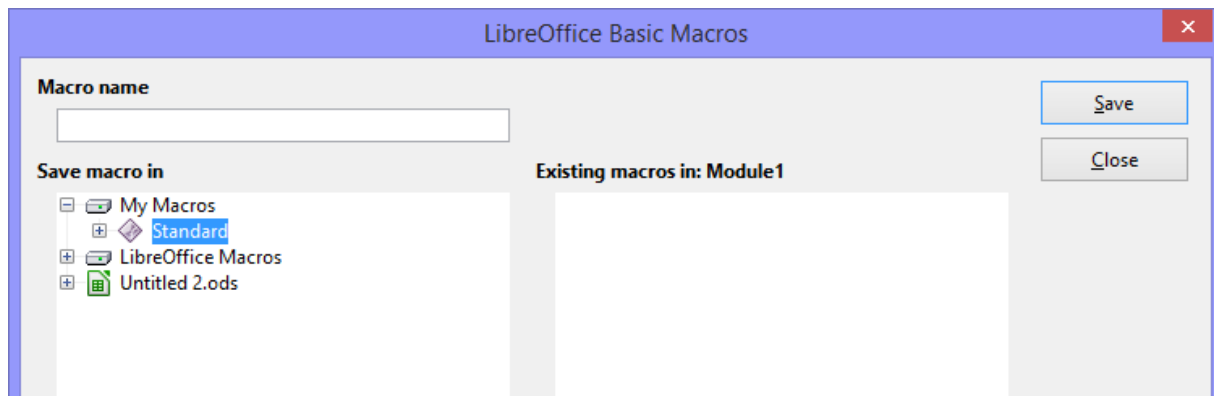 LibreOffice Basic Macros
Macro name
Save
Close
Save macro in
Existing macros in: Module1
My Macros
Standard
LibreOffice Macros
Untitled 2.ods